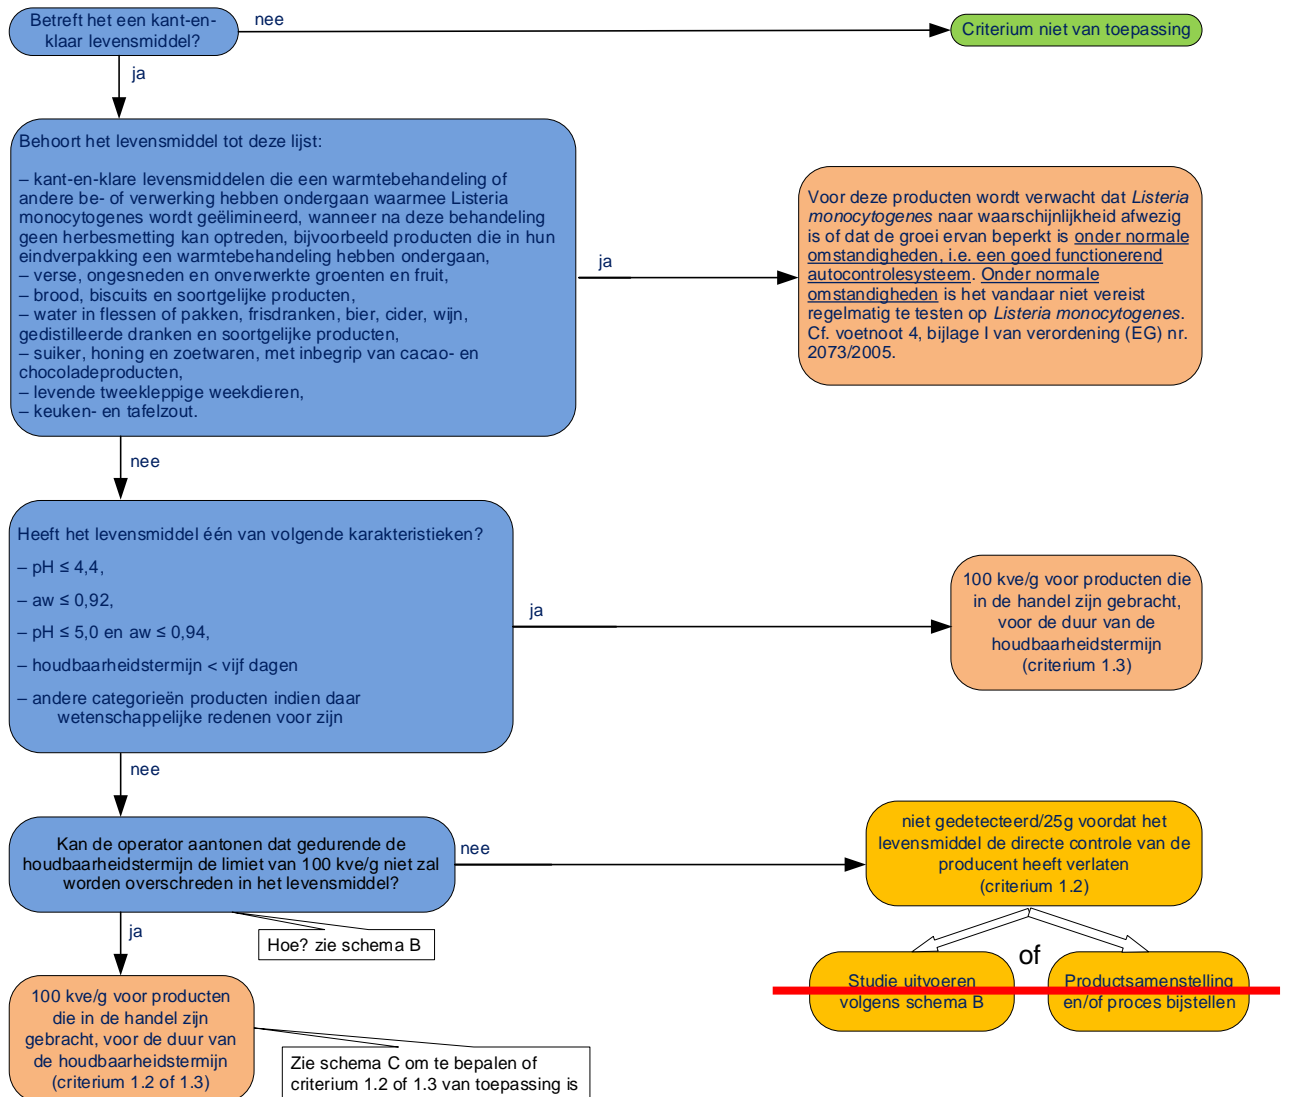 Betreft het een kant-en-
klaar levensmiddel?
nee
Criterium niet van toepassing
ja
Behoort het levensmiddel tot deze lijst:
– kant-en-klare levensmiddelen die een warmtebehandeling of
andere be- of verwerking hebben ondergaan waarmee Listeria
monocytogenes wordt geëlimineerd, wanneer na deze behandeling
geen herbesmetting kan optreden, bijvoorbeeld producten die in hun
eindverpakking een warmtebehandeling hebben ondergaan,
– verse, ongesneden en onverwerkte groenten en fruit,
– brood, biscuits en soortgelijke producten,
– water in flessen of pakken, frisdranken, bier, cider, wijn,
gedistilleerde dranken en soortgelijke producten,
– suiker, honing en zoetwaren, met inbegrip van cacao- en
chocoladeproducten,
– levende tweekleppige weekdieren,
– keuken- en tafelzout.
ja
Voor deze producten wordt verwacht dat Listeria
monocytogenes naar waarschijnlijkheid afwezig
is of dat de groei ervan beperkt is onder normale
omstandigheden, i.e. een goed functionerend
autocontrolesysteem. Onder normale
omstandigheden is het vandaar niet vereist
regelmatig te testen op Listeria monocytogenes.
Cf. voetnoot 4, bijlage I van verordening (EG) nr.
2073/2005.
nee
Heeft het levensmiddel één van volgende karakteristieken?
– pH ≤ 4,4,
– aw ≤ 0,92,
– pH ≤ 5,0 en aw ≤ 0,94,
– houdbaarheidstermijn < vijf dagen
– andere categorieën producten indien daar
wetenschappelijke redenen voor zijn
ja
100 kve/g voor producten die
in de handel zijn gebracht,
voor de duur van de
houdbaarheidstermijn
(criterium 1.3)
nee
Kan de operator aantonen dat gedurende de
houdbaarheidstermijn de limiet van 100 kve/g niet zal
worden overschreden in het levensmiddel?
nee
niet gedetecteerd/25g voordat het
levensmiddel de directe controle van de
producent heeft verlaten
(criterium 1.2)
Hoe? zie schema B
ja
of
Studie uitvoeren
volgens schema B
Productsamenstelling
en/of proces bijstellen
100 kve/g voor producten
die in de handel zijn
gebracht, voor de duur van
de houdbaarheidstermijn
(criterium 1.2 of 1.3)
Zie schema C om te bepalen of
criterium 1.2 of 1.3 van toepassing is